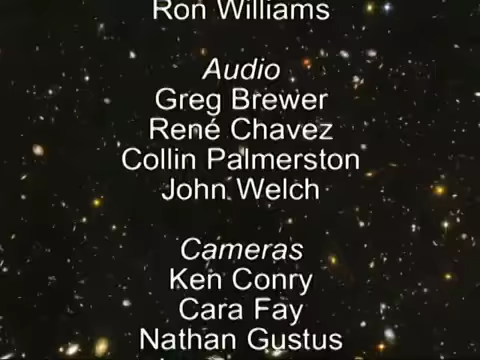 Ron Williams
Audio
Greg Brewer
René Chavez
Collin Palmerston
John Welch
Cameras
Ken Conry
Cara Fay
Nathan Gustus